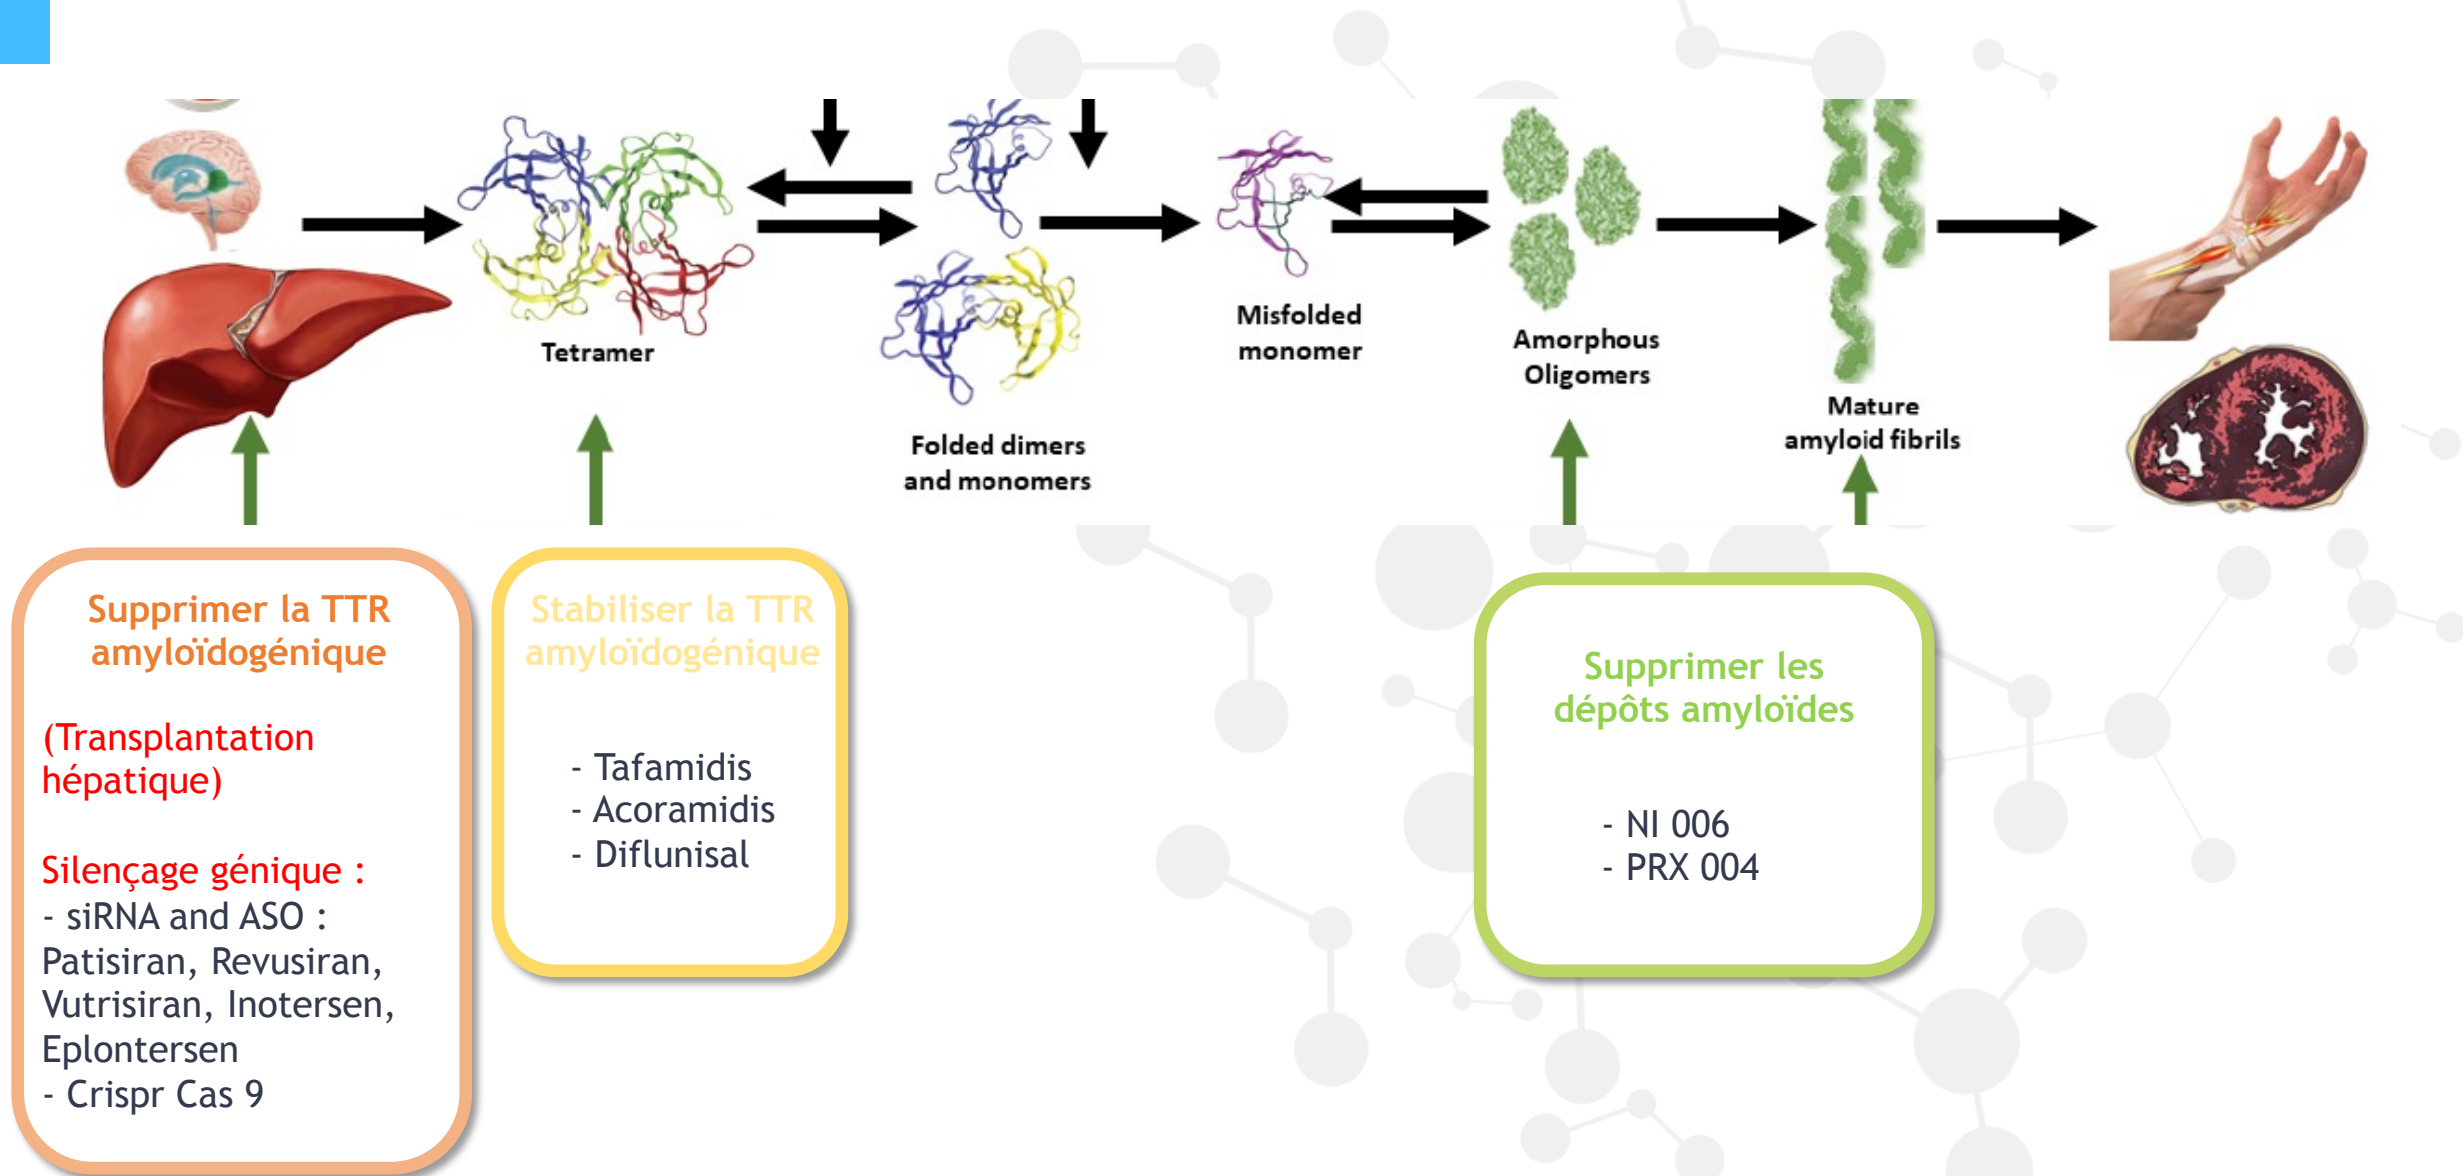 Tetramer
Folded dimers
and monomers
Misfolded
monomer
Amorphous
Oligomers
Mature
amyloid fibrils
Supprimer la TTR
amyloïdogénique
(Transplantation
hépatique)
Silençage génique :
- siRNA and ASO :
Patisiran, Revusiran,
Vutrisiran, Inotersen,
Eplontersen
- Crispr Cas 9
Stabiliser la TTR
amyloïdogénique
- Tafamidis
- Acoramidis
- Diflunisal
Supprimer les
dépôts amyloïdes
- NI 006
- PRX 004